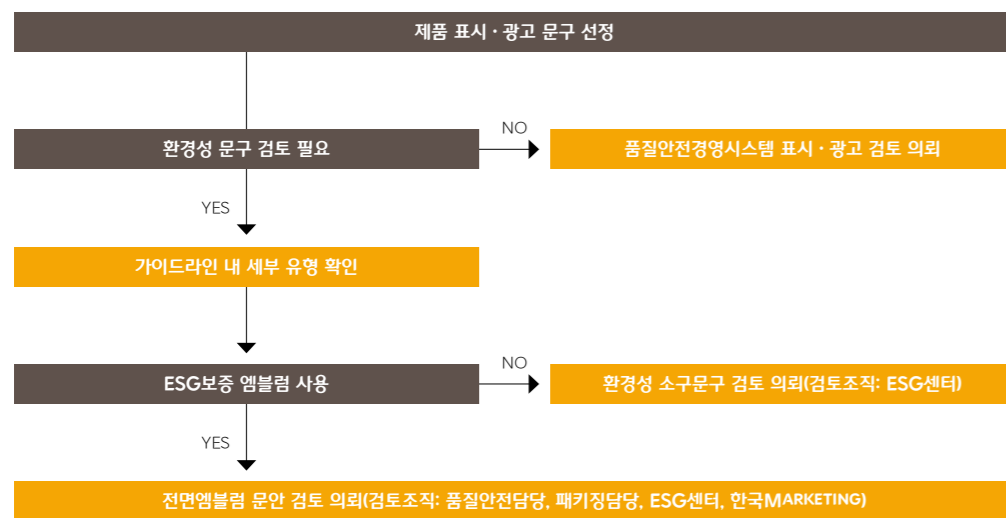 제품 표시 · 광고 문구 선정
환경성 문구 검토 필요
NO
품질안전경영시스템 표시 · 광고 검토 의뢰
YES
가이드라인 내 세부 유형 확인
ESG보증 엠블럼 사용
NO
환경성 소구문구 검토 의뢰(검토조직: ESG센터)
YES
전면엠블럼 문안 검토 의뢰(검토조직: 품질안전담당, 패키징담당, ESG센터, 한국MARKETING)